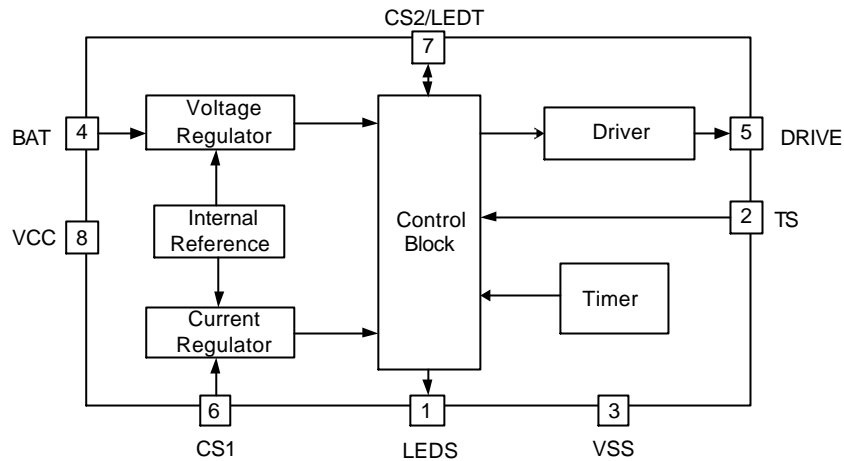 CS2/LEDT
7
Voltage
Regulator
BAT
4
Driver
5
DRIVE
Internal
Reference
Control
Block
2
TS
VCC
8
Timer
Current
Regulator
6
1
3
CS1
LEDS
VSS